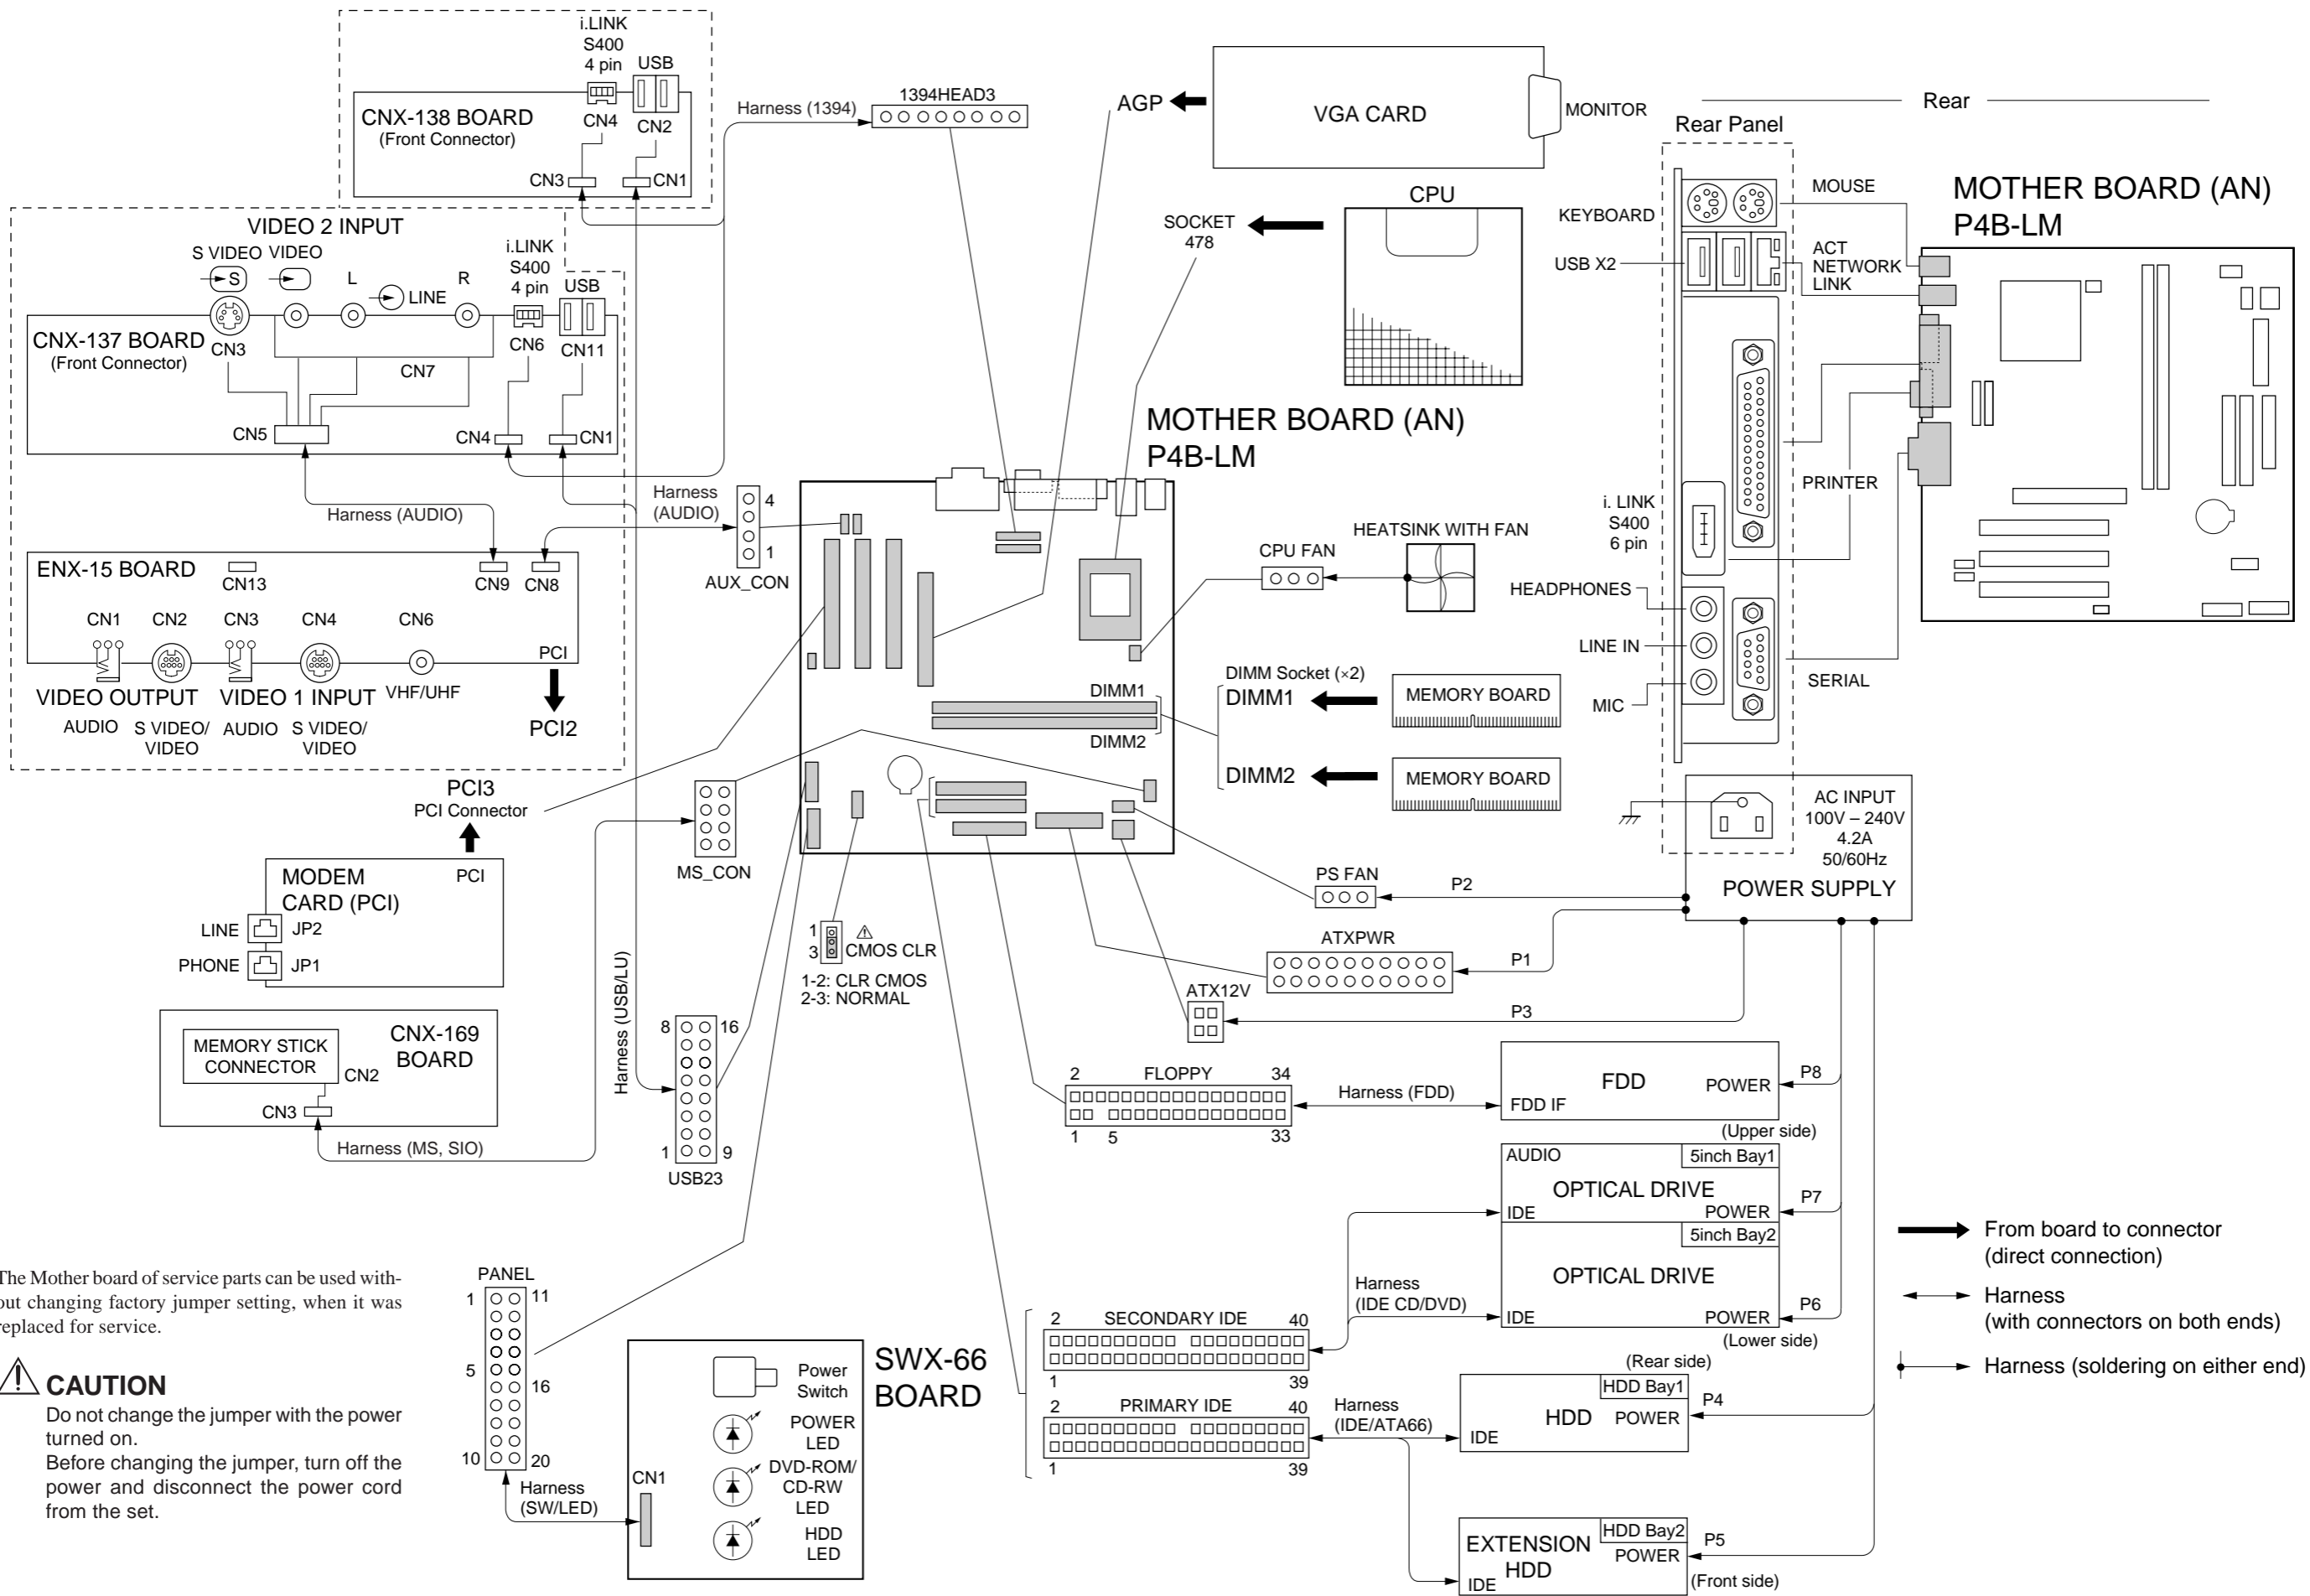 i.LINK
S400
4 pin
USB
CNX-138 BOARD
(Front Connector)
CN4
CN2
CN3
CN1
Harness (1394)
1394HEAD3
AGP
VGA CARD
MONITOR
Rear
Rear Panel
CPU
SOCKET
478
KEYBOARD
MOUSE
USB X2
ACT
NETWORK
LINK
MOTHER BOARD (AN)
P4B-LM
VIDEO 2 INPUT
S VIDEO
VIDEO
S
L
LINE
R
i.LINK
S400
4 pin
USB
CNX-137 BOARD
(Front Connector)
CN3
CN7
CN6
CN11
CN5
CN4
CN1
MOTHER BOARD (AN)
P4B-LM
Harness (AUDIO)
Harness
(AUDIO)
4
1
AUX_CON
PRINTER
i. LINK
S400
6 pin
HEADPHONES
LINE IN
MIC
SERIAL
HEATSINK WITH FAN
CPU FAN
ENX-15 BOARD
CN13
CN9
CN8
CN1
CN2
CN3
CN4
CN6
PCI
VIDEO OUTPUT
VIDEO 1 INPUT
VHF/UHF
AUDIO
S VIDEO/
VIDEO
AUDIO
S VIDEO/
VIDEO
PCI2
DIMM1
DIMM2
DIMM Socket (×2)
DIMM1
MEMORY BOARD
DIMM2
MEMORY BOARD
PCI3
PCI Connector
MODEM
CARD (PCI)
PCI
LINE
JP2
PHONE
JP1
MS_CON
1
3
CMOS CLR
1-2: CLR CMOS
2-3: NORMAL
AC INPUT
100V – 240V
4.2A
50/60Hz
POWER SUPPLY
PS FAN
P2
ATXPWR
P1
ATX12V
P3
CNX-169
BOARD
MEMORY STICK
CONNECTOR
CN2
CN3
Harness (MS, SIO)
Harness (USB/LU)
8
16
1
9
USB23
2
FLOPPY
34
1
5
33
Harness (FDD)
FDD
POWER
FDD IF
P8
(Upper side)
AUDIO
5inch Bay1
OPTICAL DRIVE
IDE
POWER
P7
5inch Bay2
OPTICAL DRIVE
IDE
POWER
P6
(Lower side)
Harness
(IDE CD/DVD)
2
SECONDARY IDE
40
1
39
2
PRIMARY IDE
40
1
39
Harness
(IDE/ATA66)
(Rear side)
HDD Bay1
HDD
POWER
IDE
P4
HDD Bay2
EXTENSION
HDD
POWER
IDE
P5
(Front side)
From board to connector
(direct connection)
Harness
(with connectors on both ends)
Harness (soldering on either end)
The Mother board of service parts can be used with-
out changing factory jumper setting, when it was
replaced for service.
CAUTION
Do not change the jumper with the power
turned on.
Before changing the jumper, turn off the
power and disconnect the power cord
from the set.
PANEL
1
11
5
16
10
20
Harness
(SW/LED)
CN1
Power
Switch
POWER
LED
DVD-ROM/
CD-RW
LED
HDD
LED
SWX-66
BOARD